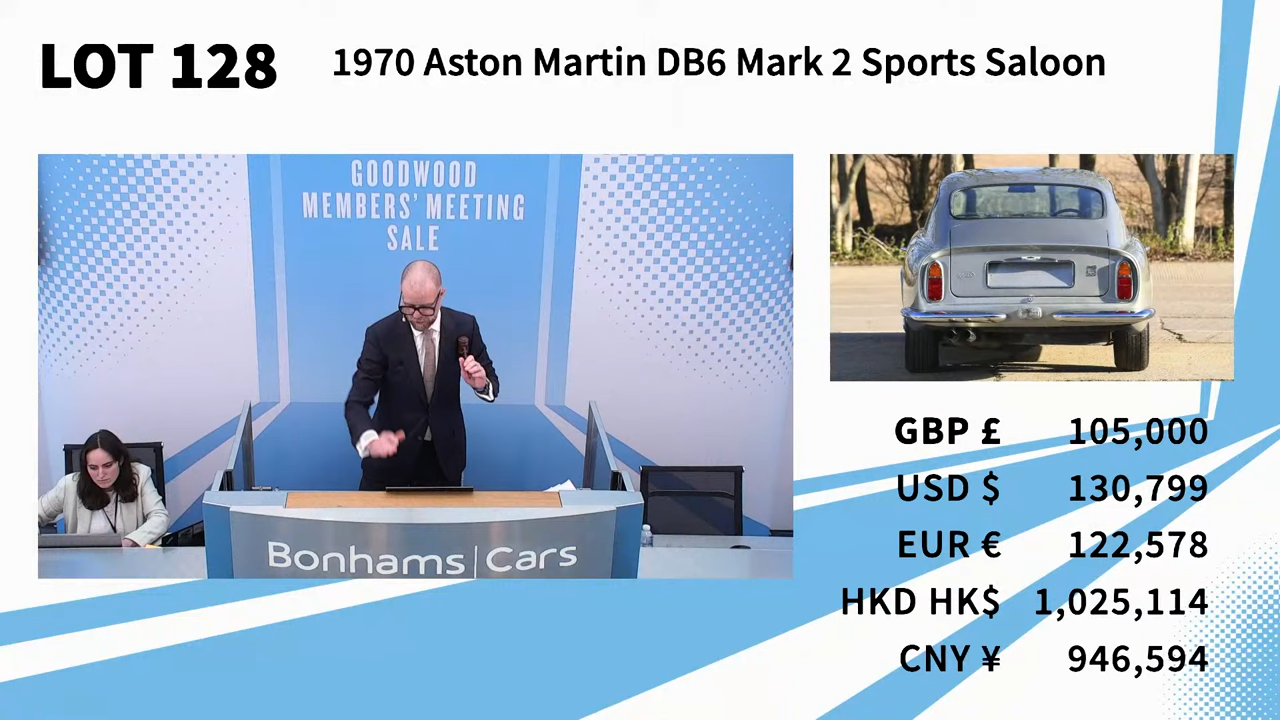 LOT 128
1970 Aston Martin DB6 Mark 2 Sports Saloon
GOODWOOD
MEMBERS' MEETING
SALE
Bonhams | Cars
GBP £ 105,000
USD $ 130,799
EUR € 122,578
HKD HK$ 1,025,114
CNY ¥ 946,594